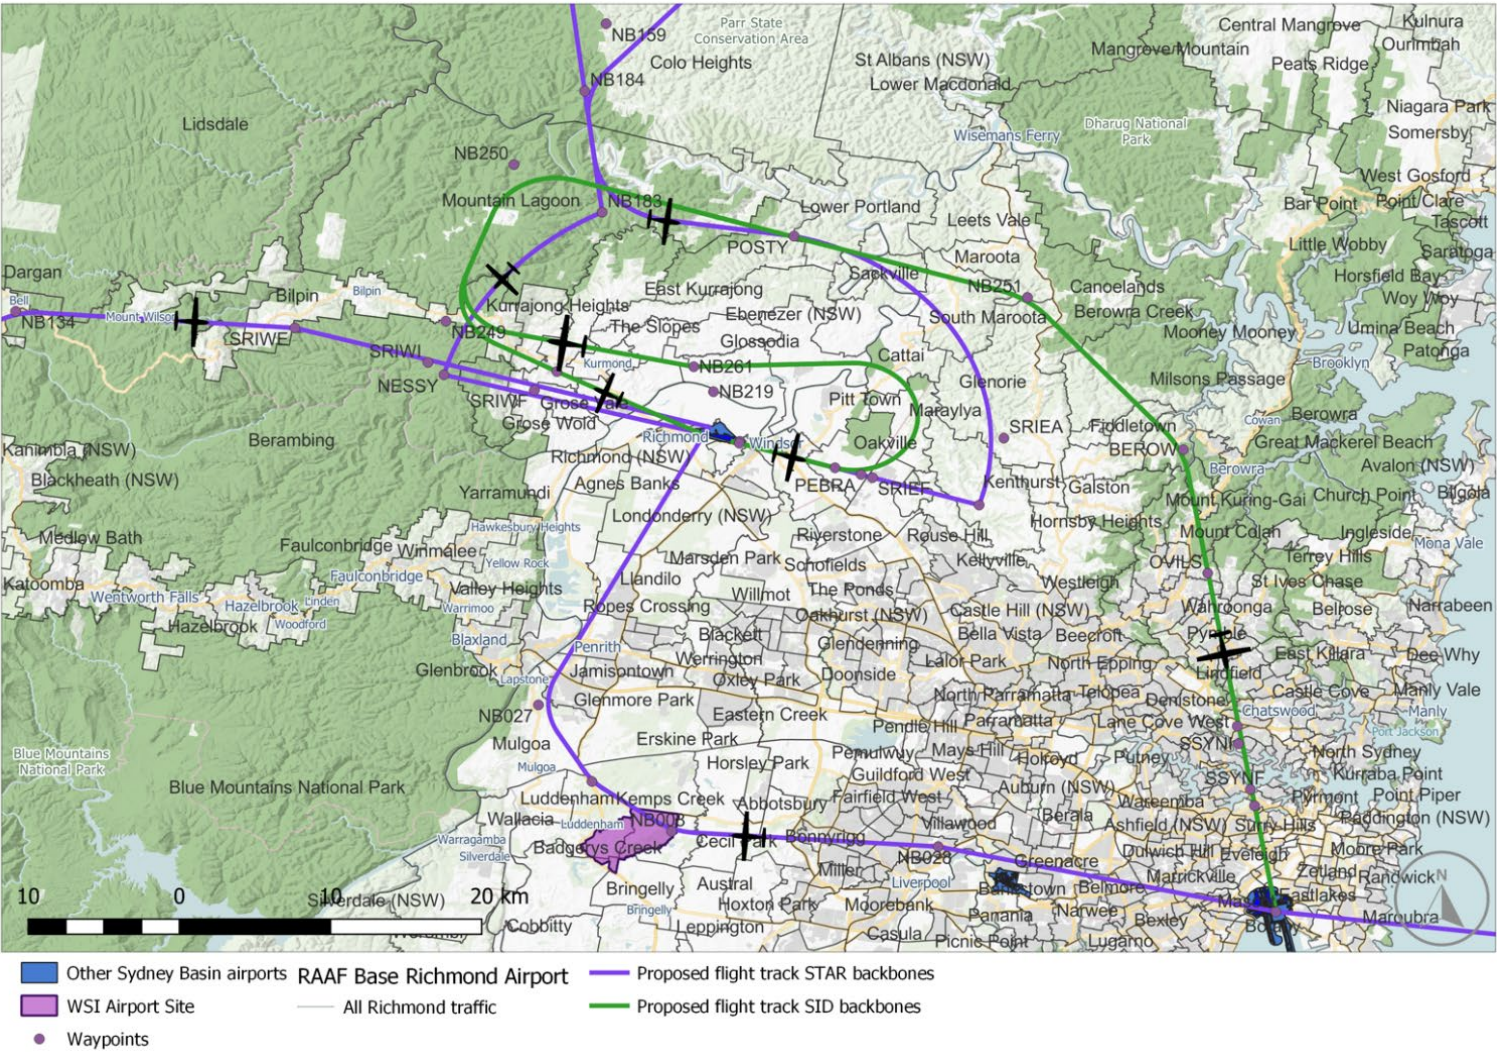 Parr State
Conservation Area
Central Mangrove
Kulnura
NB159
Mangrove Mountain
Ourimbah
Colo Heights
St Albans (NSW)
Peats Ridge
NB184
Lower Macdonald
Niagara Park
Lidsdale
Wisemans Ferry
Dharug National
Park
Somersby
NB250
West Gosford
Mountain Lagoon
NB183
Lower Portland
Leets Vale
Bar Point
Point Clare
Tascott
POSTY
Maroota
Little Wobby
Saratoga
Dargan
Sackville
Horsfield Bay
Bell
Bilpin
Bilpin
East Kurrajong
NB251
Canoelands
Woy Woy
NB134
Mount Wilson
Kurrajong Heights
Ebenezer (NSW)
South Maroota
Berowra Creek
SRIWE
NB249
The Slopes
Mooney Mooney
Umina Beach
SRIWI
Glossodia
Cattai
Patonga
Kurmond
NB261
Brooklyn
NESSY
Glenorie
Milsons Passage
SRIWF
Grose Vale
NB219
Pitt Town
Maraylya
Berowra
Grose Wold
Cowan
Berambing
Richmond
Windsor
Oakville
SRIEA
Fiddletown
Great Mackerel Beach
Kanimbla (NSW)
Richmond (NSW)
BEROW
Avalon (NSW)
Blackheath (NSW)
Agnes Banks
PEBRA
SRIEF
Kenthurst
Galston
Berowra
Yarramundi
Mount Kuring-Gai
Church Point
Bilgola
Londonderry (NSW)
Hawkesbury Heights
Hornsby Heights
Medlow Bath
Riverstone
Rouse Hill
Mount Colah
Ingleside
Faulconbridge
Winmalee
Mona Vale
Yellow Rock
Marsden Park
Schofields
Kellyville
OVILS
Terrey Hills
Katoomba
Faulconbridge
Llandilo
Westleigh
St Ives Chase
Wentworth Falls
Valley Heights
Willmot
The Ponds
Hazelbrook
Linden
Warrimoo
Ropes Crossing
Oakhurst (NSW)
Castle Hill (NSW)
Wahroonga
Belrose
Narrabeen
Hazelbrook
Woodford
Blaxland
Penrith
Blackett
Glendenning
Bella Vista
Beecroft
Pymble
Werrington
Lalor Park
North Epping
East Killara
Dee Why
Glenbrook
Lapstone
Jamisontown
Oxley Park
Doonside
Lindfield
Glenmore Park
North Parramatta
Telopea
Denistone
Castle Cove
Manly Vale
NB027
Eastern Creek
Pendle Hill
Parramatta
Lane Cove West
Chatswood
Manly
Mulgoa
Erskine Park
Pemulwuy
Mays Hill
Holroyd
Putney
SSYNI
Port Jackson
Blue Mountains
National Park
Mulgoa
Horsley Park
Guildford West
North Sydney
SSYNF
Kurraba Point
Blue Mountains National Park
Luddenham
Kemps Creek
Abbotsbury
Fairfield West
Auburn (NSW)
Wareemba
Pyrmont
Point Piper
Wallacia
Luddenham
NB008
Villawood
Berala
Ashfield (NSW)
Surry Hills
Paddington (NSW)
Warragamba
Badgerys Creek
Cecil Park
Bonnyrigg
NB028
Greenacre
Dulwich Hill
Eveleigh
Moore Park
Silverdale
Miller
Marrickville
Zetland
Randwick
Bringelly
Austral
Liverpool
Bankstown
Belmore
Eastlakes
10 0 10 20 km
Silverdale (NSW)
Hoxton Park
Moorebank
Panania
Narwee
Bexley
Maroubra
Bringelly
Cobbitty
Leppington
Casula
Picnic Point
Lugarno
Botany
N
Other Sydney Basin airports
RAAF Base Richmond Airport
Proposed flight track STAR backbones
WSI Airport Site
All Richmond traffic
Proposed flight track SID backbones
Waypoints